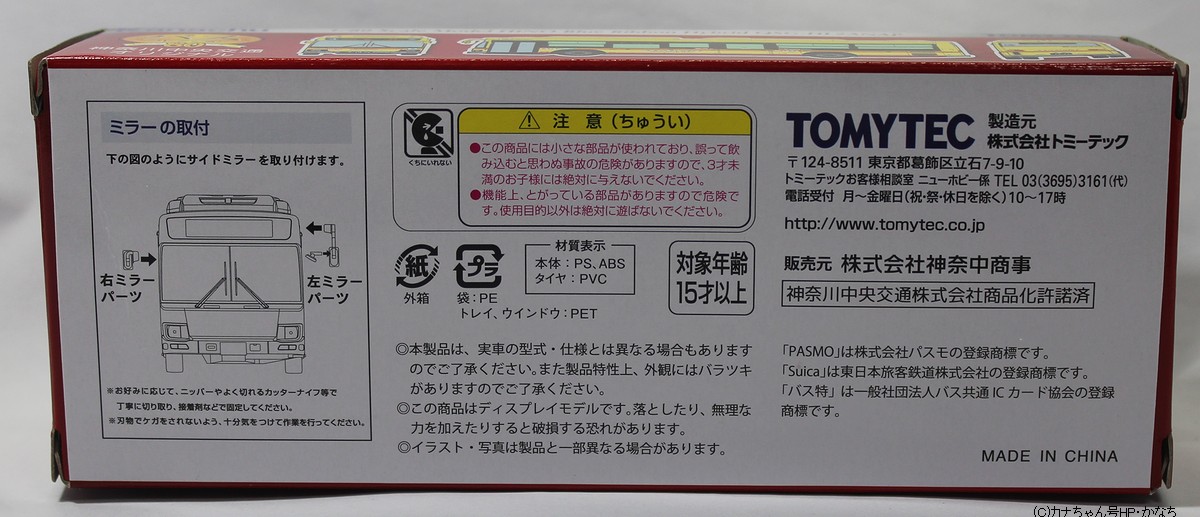 神奈川中央交通
ミラーの取付
下の図のようにサイドミラーを取り付けます。
右ミラー
パーツ
左ミラー
パーツ
※お好みに応じて、ニッパーやよく切れるカッターナイフ等で
丁寧に切り取り、接着剤などで固定してください。
※刃物でケガをされないよう、十分気をつけて作業を行ってください。
くちにいれない
注 意(ちゅうい)
●この商品には小さな部品が使われており、誤って飲
み込むと思わぬ事故の危険がありますので、3才未
満のお子様には絶対に与えないでください。
●機能上、とがっている部品がありますので危険で
す。使用目的以外は絶対に遊ばないでください。
紙
外箱
プラ
袋:PE
トレイ、ウインドウ:PET
材質表示
本体:PS、ABS
タイヤ:PVC
対象年齢
15才以上
◎本製品は、実車の型式・仕様とは異なる場合もあります
のでご了承ください。また製品特性上、外観にはバラツキ
がありますのでご了承ください。
◎この商品はディスプレイモデルです。落としたり、無理な
力を加えたりすると破損する恐れがあります。
◎イラスト・写真は製品と一部異なる場合があります。
TOMYTEC 製造元
株式会社トミーテック
〒124-8511 東京都葛飾区立石7-9-10
トミーテックお客様相談室 ニューホビー係 TEL 03(3695)3161(代)
電話受付 月～金曜日(祝・祭・休日を除く)10～17時
http://www.tomytec.co.jp
販売元 株式会社神奈中商事
神奈川中央交通株式会社商品化許諾済
「PASMO」は株式会社パスモの登録商標です。
「Suica」は東日本旅客鉄道株式会社の登録商標です。
「バス特」は一般社団法人バス共通ICカード協会の登録
商標です。
MADE IN CHINA
(C)カナちゃん号HP・かなち